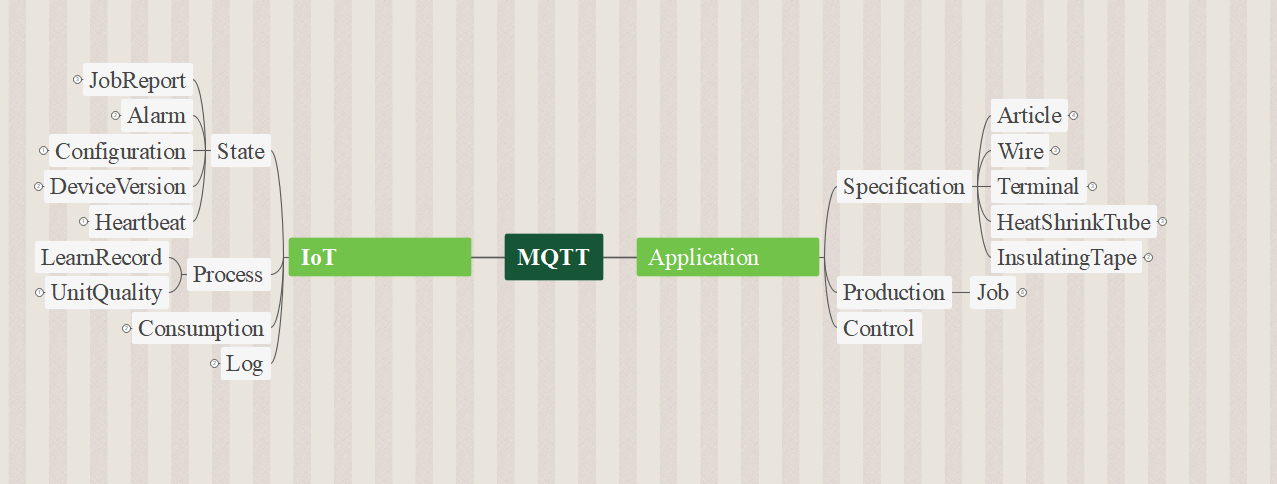 JobReport
Alarm
Configuration
DeviceVersion
Heartbeat
State
LearnRecord
UnitQuality
Process
Consumption
Log
IoT
MQTT
Application
Specification
Article
Wire
Terminal
HeatShrinkTube
InsulatingTape
Production
Job
Control